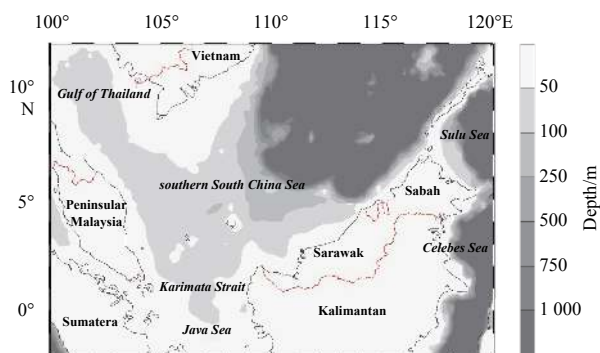 100° 105° 110° 115° 120°E
Vietnam
10°
N
Gulf of Thailand
50
Sulu Sea
100
southern South China Sea
250
Sabah
5°
Peninsular
Malaysia
500
Depth/m
Sarawak
Celebes Sea
750
Karimata Strait
0°
Sumatera
Java Sea
Kalimantan
1 000